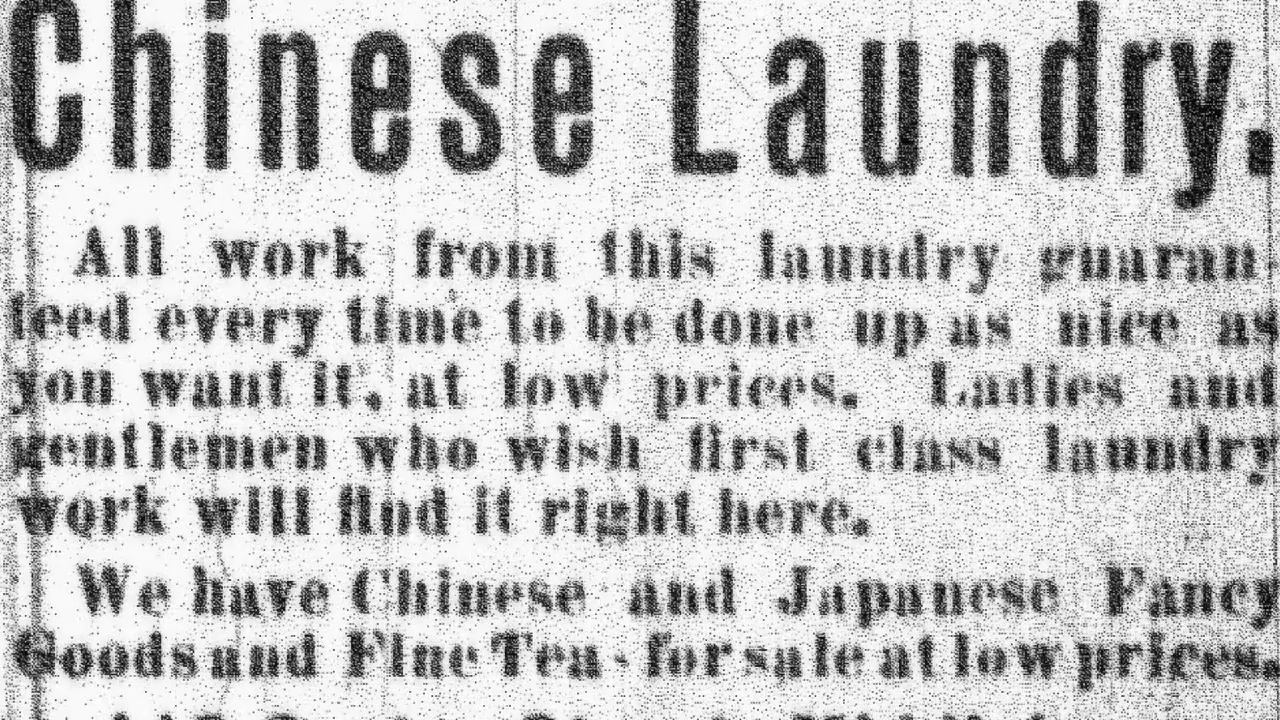 Chinese Laundry.
All work from this laundry guaran
teed every time to be done up as nice as
you want it, at low prices. Ladies and
gentlemen who wish first class laundry
work will find it right here.
We have Chinese and Japanese Fancy
Goods and Fine Tea - for sale at low prices.